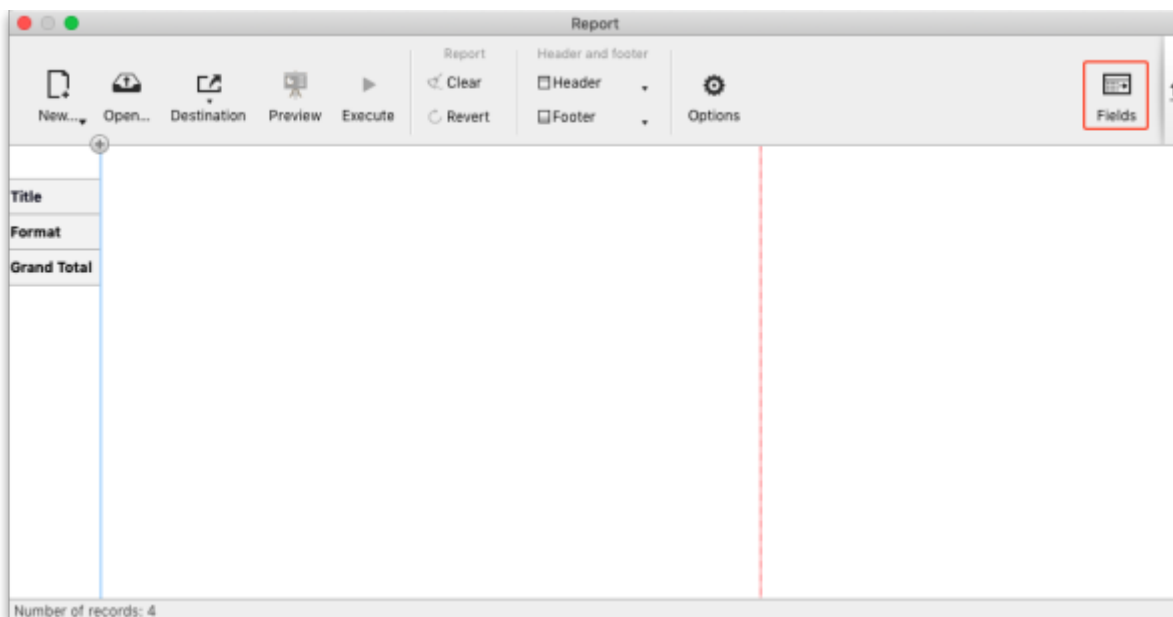 Report
Report Header and footer
Clear Header
New... Open... Destination Preview Execute Revert Footer Options Fields
Title
Format
Grand Total
Number of records: 4